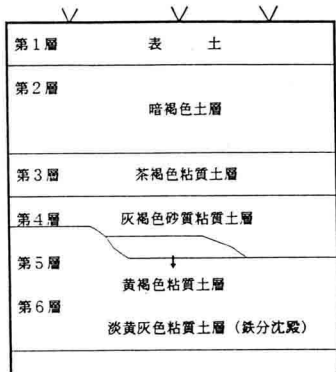 第1層 表土
第2層
暗褐色土層
第3層 茶褐色粘質土層
第4層 灰褐色砂質粘質土層
第5層
黄褐色粘質土層
第6層
淡黄灰色粘質土層（鉄分沈殿）